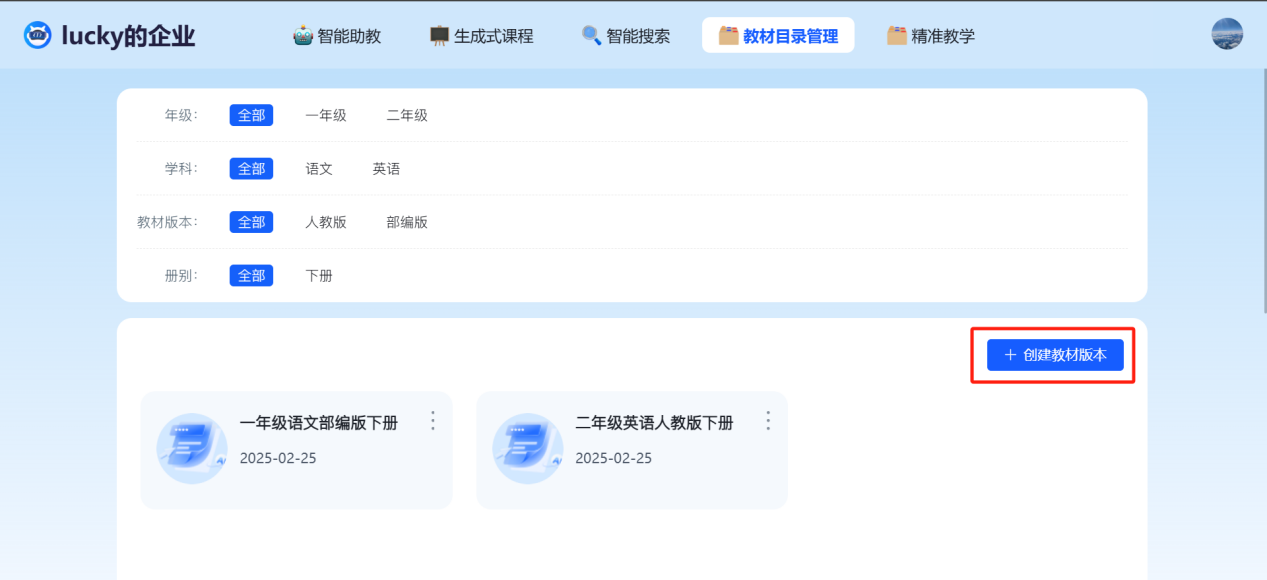 lucky的企业
智能助教
生成式课程
智能搜索
教材目录管理
精准教学
年级: 全部 一年级 二年级
学科: 全部 语文 英语
教材版本: 全部 人教版 部编版
册别: 全部 下册
+ 创建教材版本
一年级语文部编版下册
2025-02-25
二年级英语人教版下册
2025-02-25